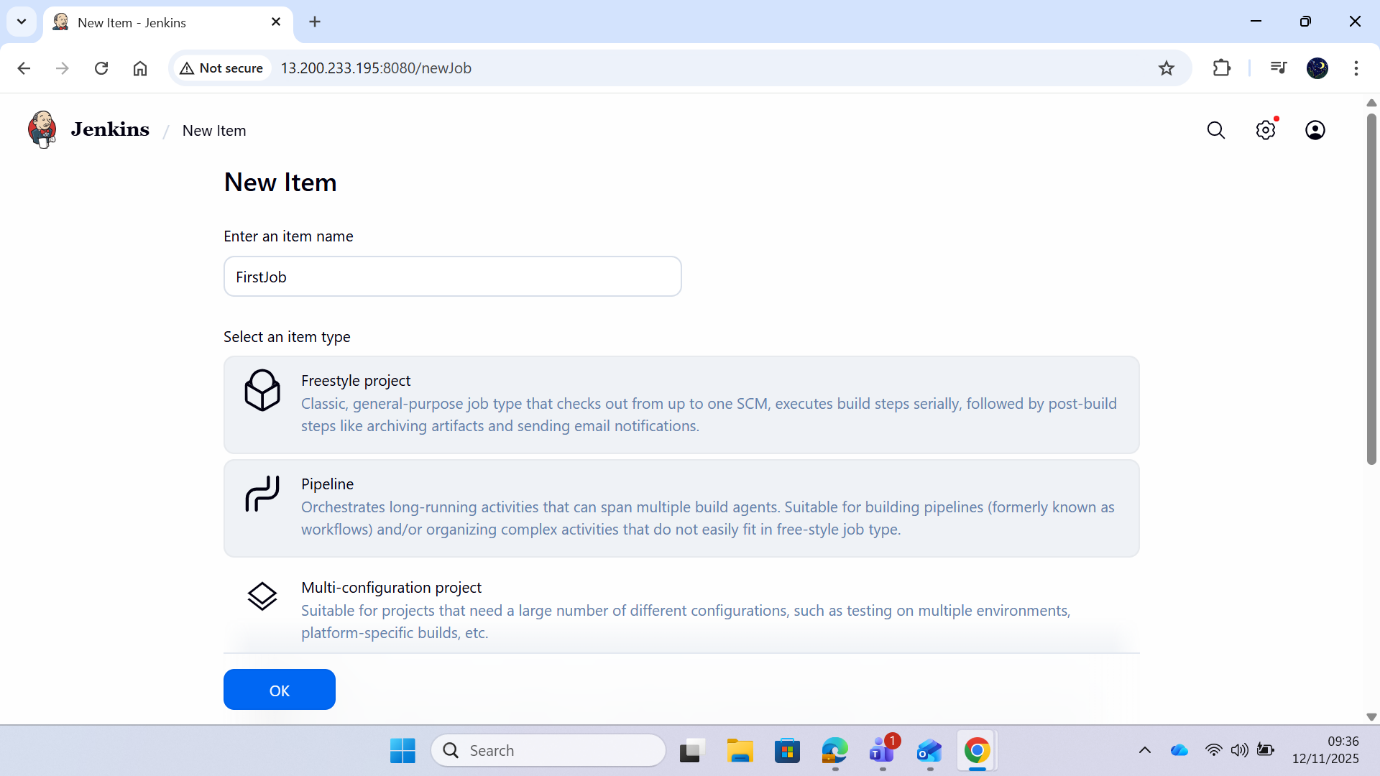 New Item - Jenkins
Not secure
13.200.233.195:8080/newJob
Jenkins / New Item
New Item
Enter an item name
FirstJob
Select an item type
Freestyle project
Classic, general-purpose job type that checks out from up to one SCM, executes build steps serially, followed by post-build
steps like archiving artifacts and sending email notifications.
Pipeline
Orchestrates long-running activities that can span multiple build agents. Suitable for building pipelines (formerly known as
workflows) and/or organizing complex activities that do not easily fit in free-style job type.
Multi-configuration project
Suitable for projects that need a large number of different configurations, such as testing on multiple environments,
platform-specific builds, etc.
OK
Search
1
09:36
12/11/2025